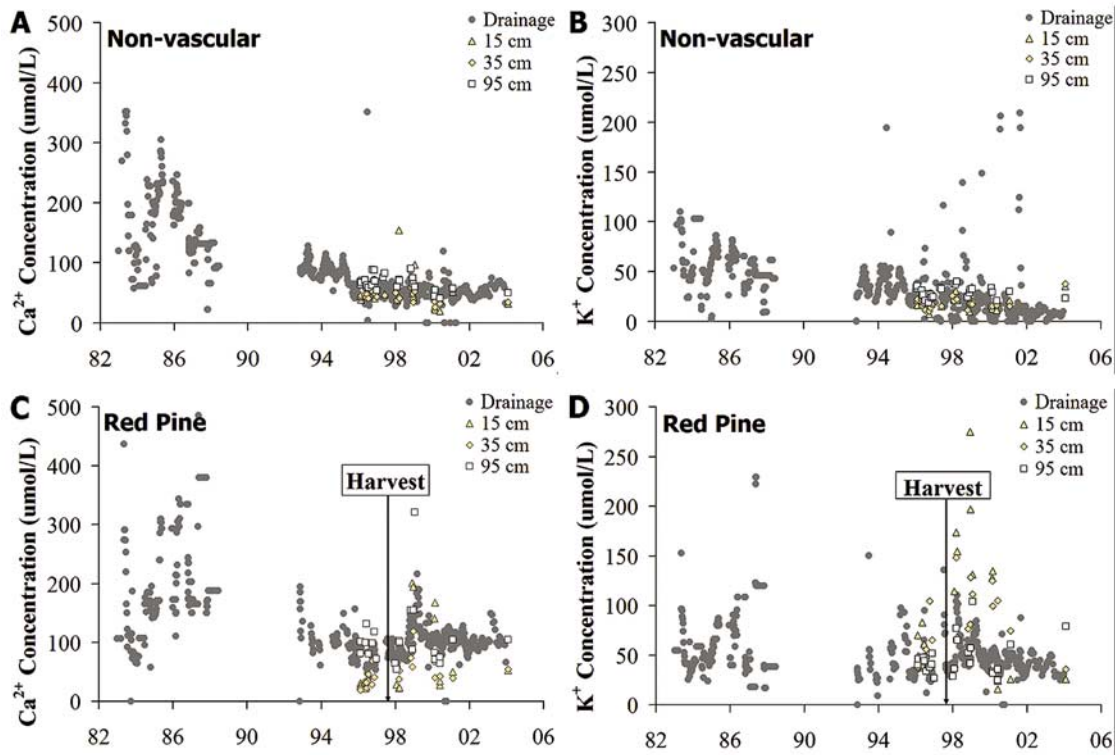 A
Non-vascular
Ca2+ Concentration (umol/L)
500
400
300
200
100
0
82 86 94 98 02 06
Drainage
15 cm
35 cm
95 cm
B
Non-vascular
K+ Concentration (umol/L)
300
250
200
150
100
50
0
82 86 94 98 02 06
Drainage
15 cm
35 cm
95 cm
C
Red Pine
Ca2+ Concentration (umol/L)
500
400
300
200
100
0
82 86 94 98 02 06
Drainage
15 cm
35 cm
95 cm
Harvest
D
Red Pine
K+ Concentration (umol/L)
300
250
200
150
100
50
0
82 86 94 98 02 06
Drainage
15 cm
35 cm
95 cm
Harvest